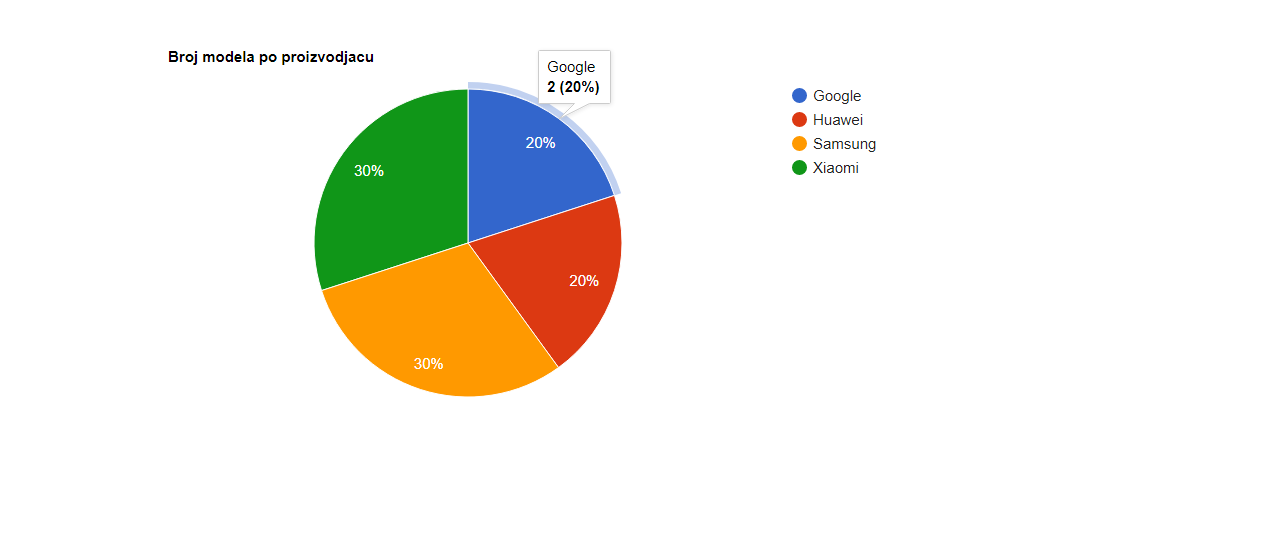 Broj modela po proizvodjacu
Google
2 (20%)
20%
20%
30%
30%
Google
Huawei
Samsung
Xiaomi